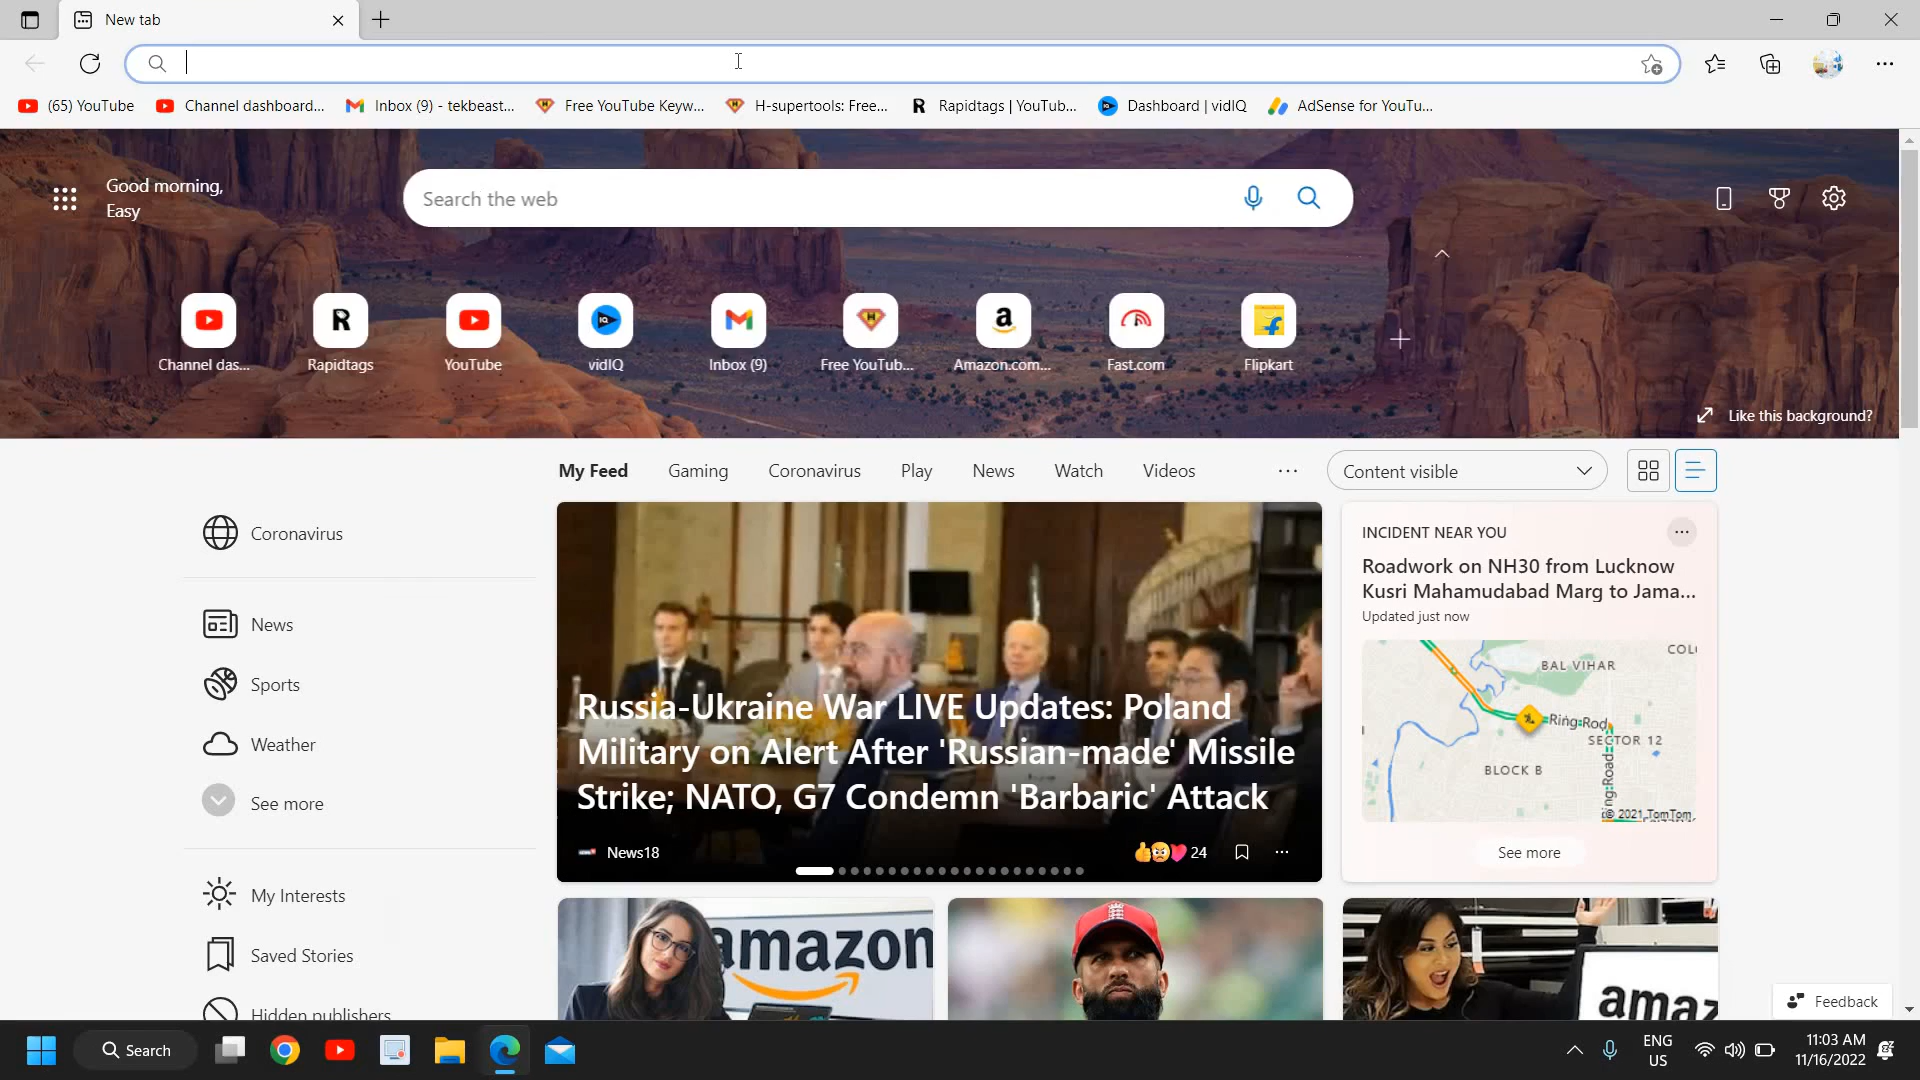 New tab
(65) YouTube Channel dashboard... Inbox (9) - tekbeast... Free YouTube Keyw... H-supertools: Free... Rapidtags | YouTub... Dashboard | vidIQ AdSense for YouTu...
Good morning,
Easy
Search the web
Channel das... Rapidtags YouTube vidIQ Inbox (9) Free YouTub... Amazon.com... Fast.com Flipkart
Like this background?
My Feed Gaming Coronavirus Play News Watch Videos ... Content visible
Coronavirus
News
Sports
Weather
See more
My Interests
Saved Stories
Hidden publishers
Russia-Ukraine War LIVE Updates: Poland
Military on Alert After 'Russian-made' Missile
Strike; NATO, G7 Condemn 'Barbaric' Attack
News18
24
INCIDENT NEAR YOU
Roadwork on NH30 from Lucknow
Kusri Mahamudabad Marg to Jama...
Updated just now
COL
BAL VIHAR
Ring Rod
SECTOR 12
BLOCK B
ng Road
© 2021 TomTom
See more
amazon
amaz
Feedback
Search
ENG
US
11:03 AM
11/16/2022